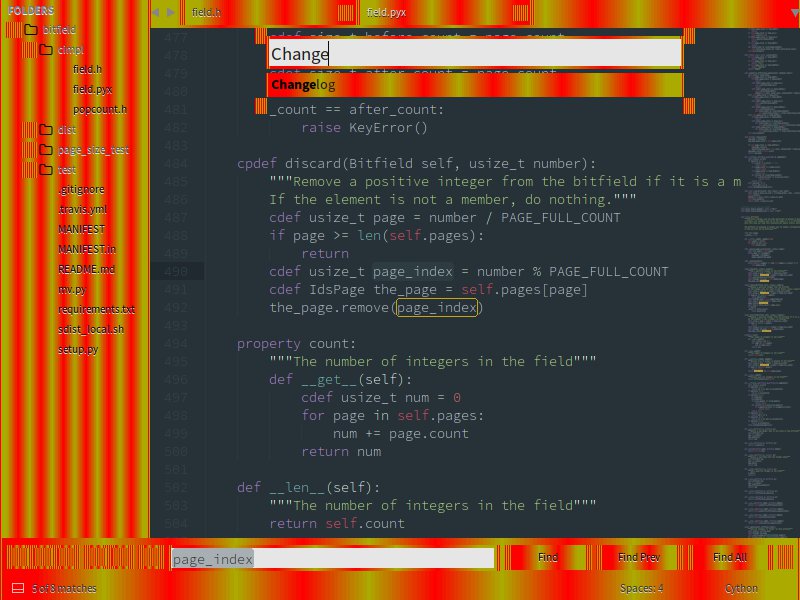 FOLDERS
bitfield
cimpl
field.h
field.pyx
popcount.h
dist
page_size_test
test
.gitignore
.travis.yml
MANIFEST
MANIFEST.in
README.md
mv.py
requirements.txt
sdist_local.sh
setup.py
field.h
field.pyx
Change
Changelog
477 cdef size_t before_count = page.count
479 cdef size_t after_count = page.count
481 _count == after_count:
482 raise KeyError()
483
484 cpdef discard(Bitfield self, usize_t number):
485 """Remove a positive integer from the bitfield if it is a m
486 If the element is not a member, do nothing."""
487 cdef usize_t page = number / PAGE_FULL_COUNT
488 if page >= len(self.pages):
489 return
490 cdef usize_t page_index = number % PAGE_FULL_COUNT
491 cdef IdsPage the_page = self.pages[page]
492 the_page.remove(page_index)
493
494 property count:
495 """The number of integers in the field"""
496 def __get__(self):
497 cdef usize_t num = 0
498 for page in self.pages:
499 num += page.count
500 return num
501
502 def __len__(self):
503 """The number of integers in the field"""
504 return self.count
page_index
Find
Find Prev
Find All
5 of 8 matches
Spaces: 4
Cython